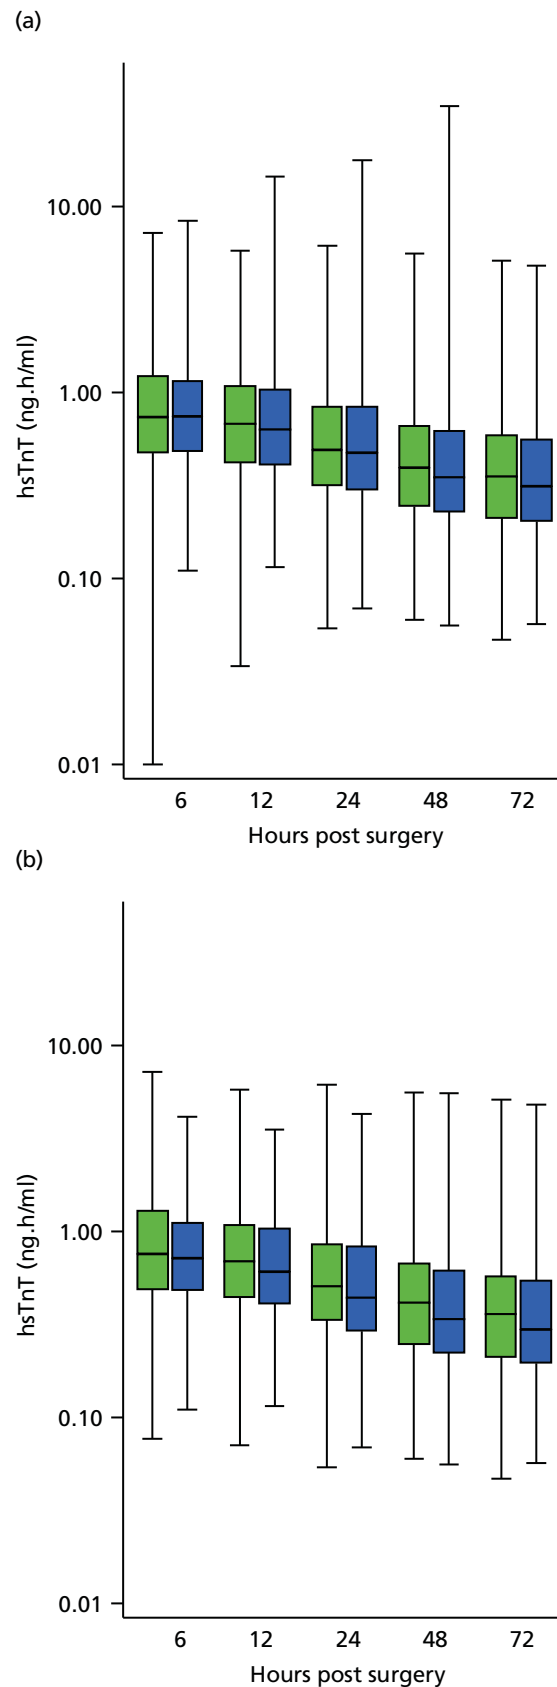 (a)
hsTnT (ng.h/ml)
10.00
1.00
0.10
0.01
6 12 24 48 72
Hours post surgery
(b)
hsTnT (ng.h/ml)
10.00
1.00
0.10
0.01
6 12 24 48 72
Hours post surgery